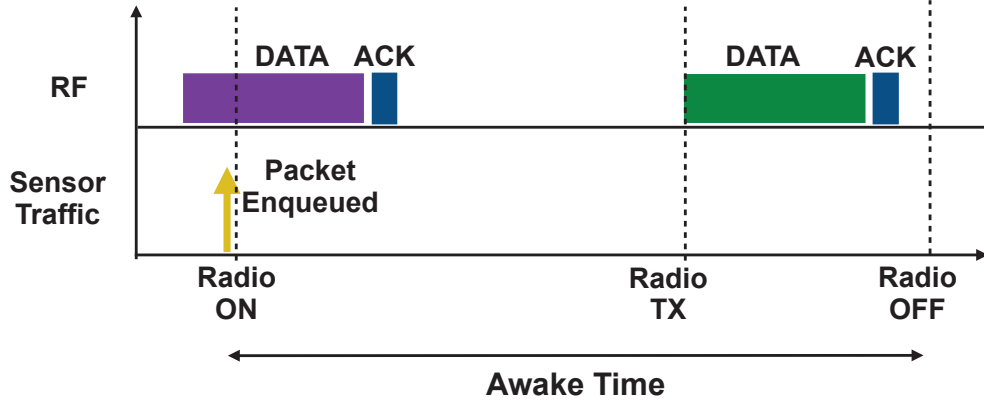 DATA ACK DATA ACK
RF
Sensor
Traffic
Packet
Enqueued
Radio
ON
Radio
TX
Radio
OFF
Awake Time